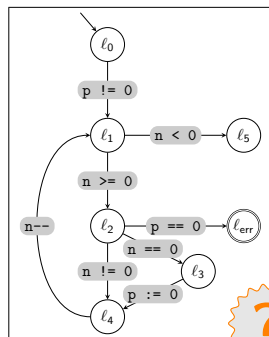 ℓ0
p != 0
ℓ1
n < 0
ℓ5
n >= 0
ℓ2
p == 0
ℓerr
n--
n == 0
n != 0
ℓ3
p := 0
ℓ4